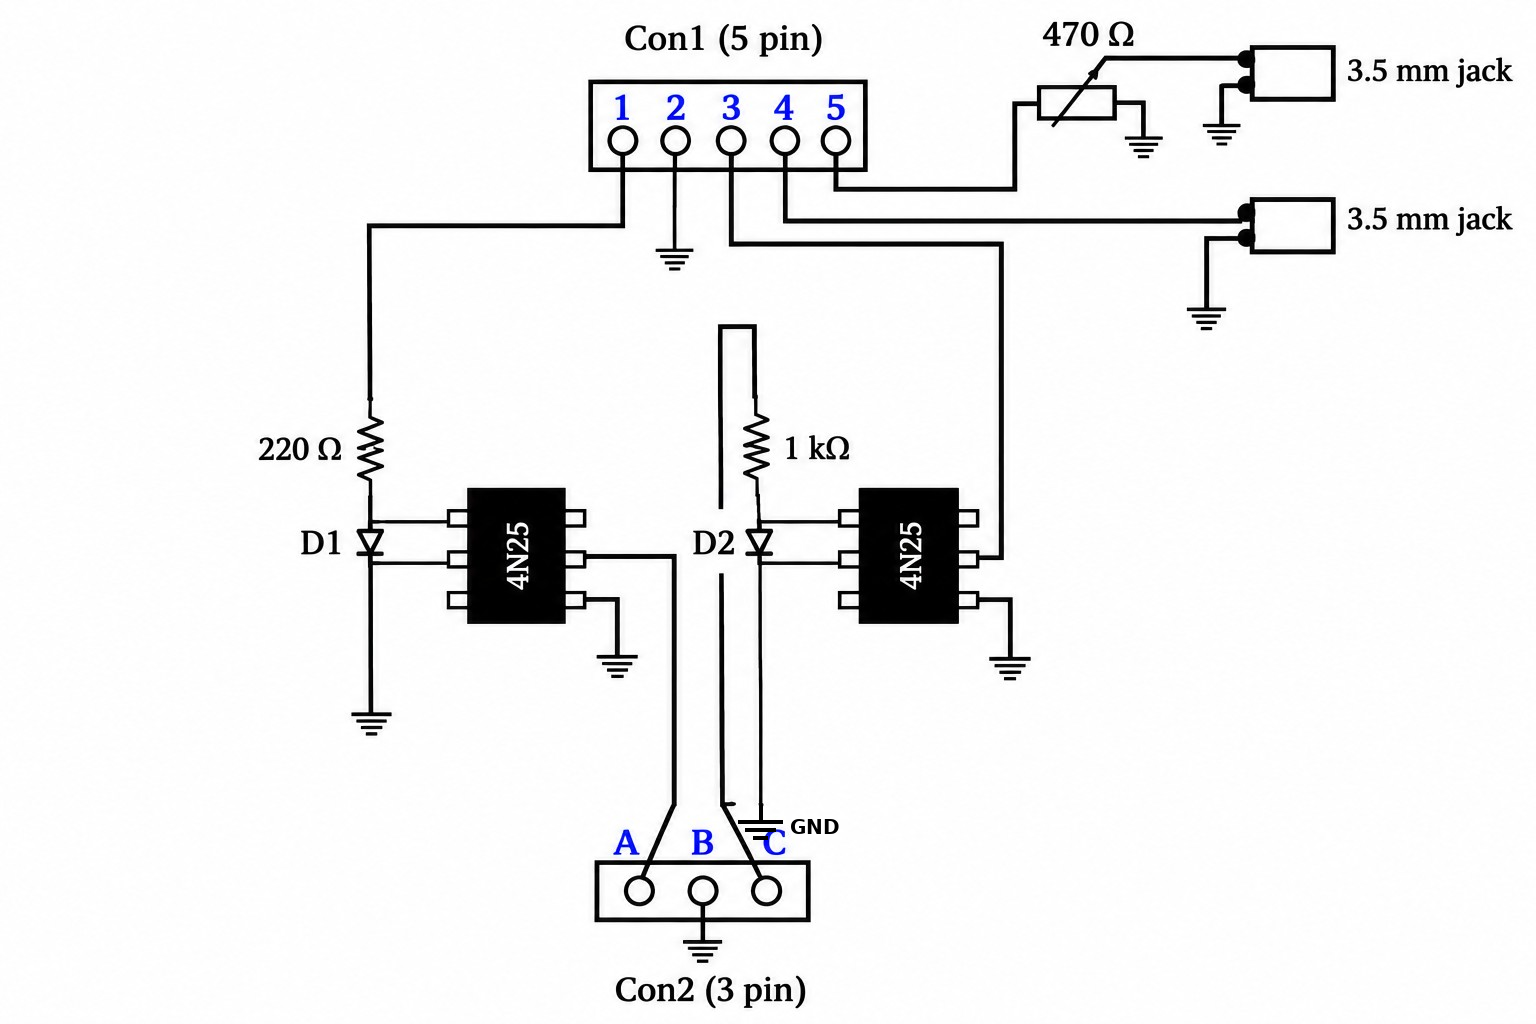 Con1 (5 pin)
470 Ω
3.5 mm jack
1 2 3 4 5
3.5 mm jack
220 Ω
1 kΩ
D1
4N25
D2
4N25
GND
A B C
Con2 (3 pin)